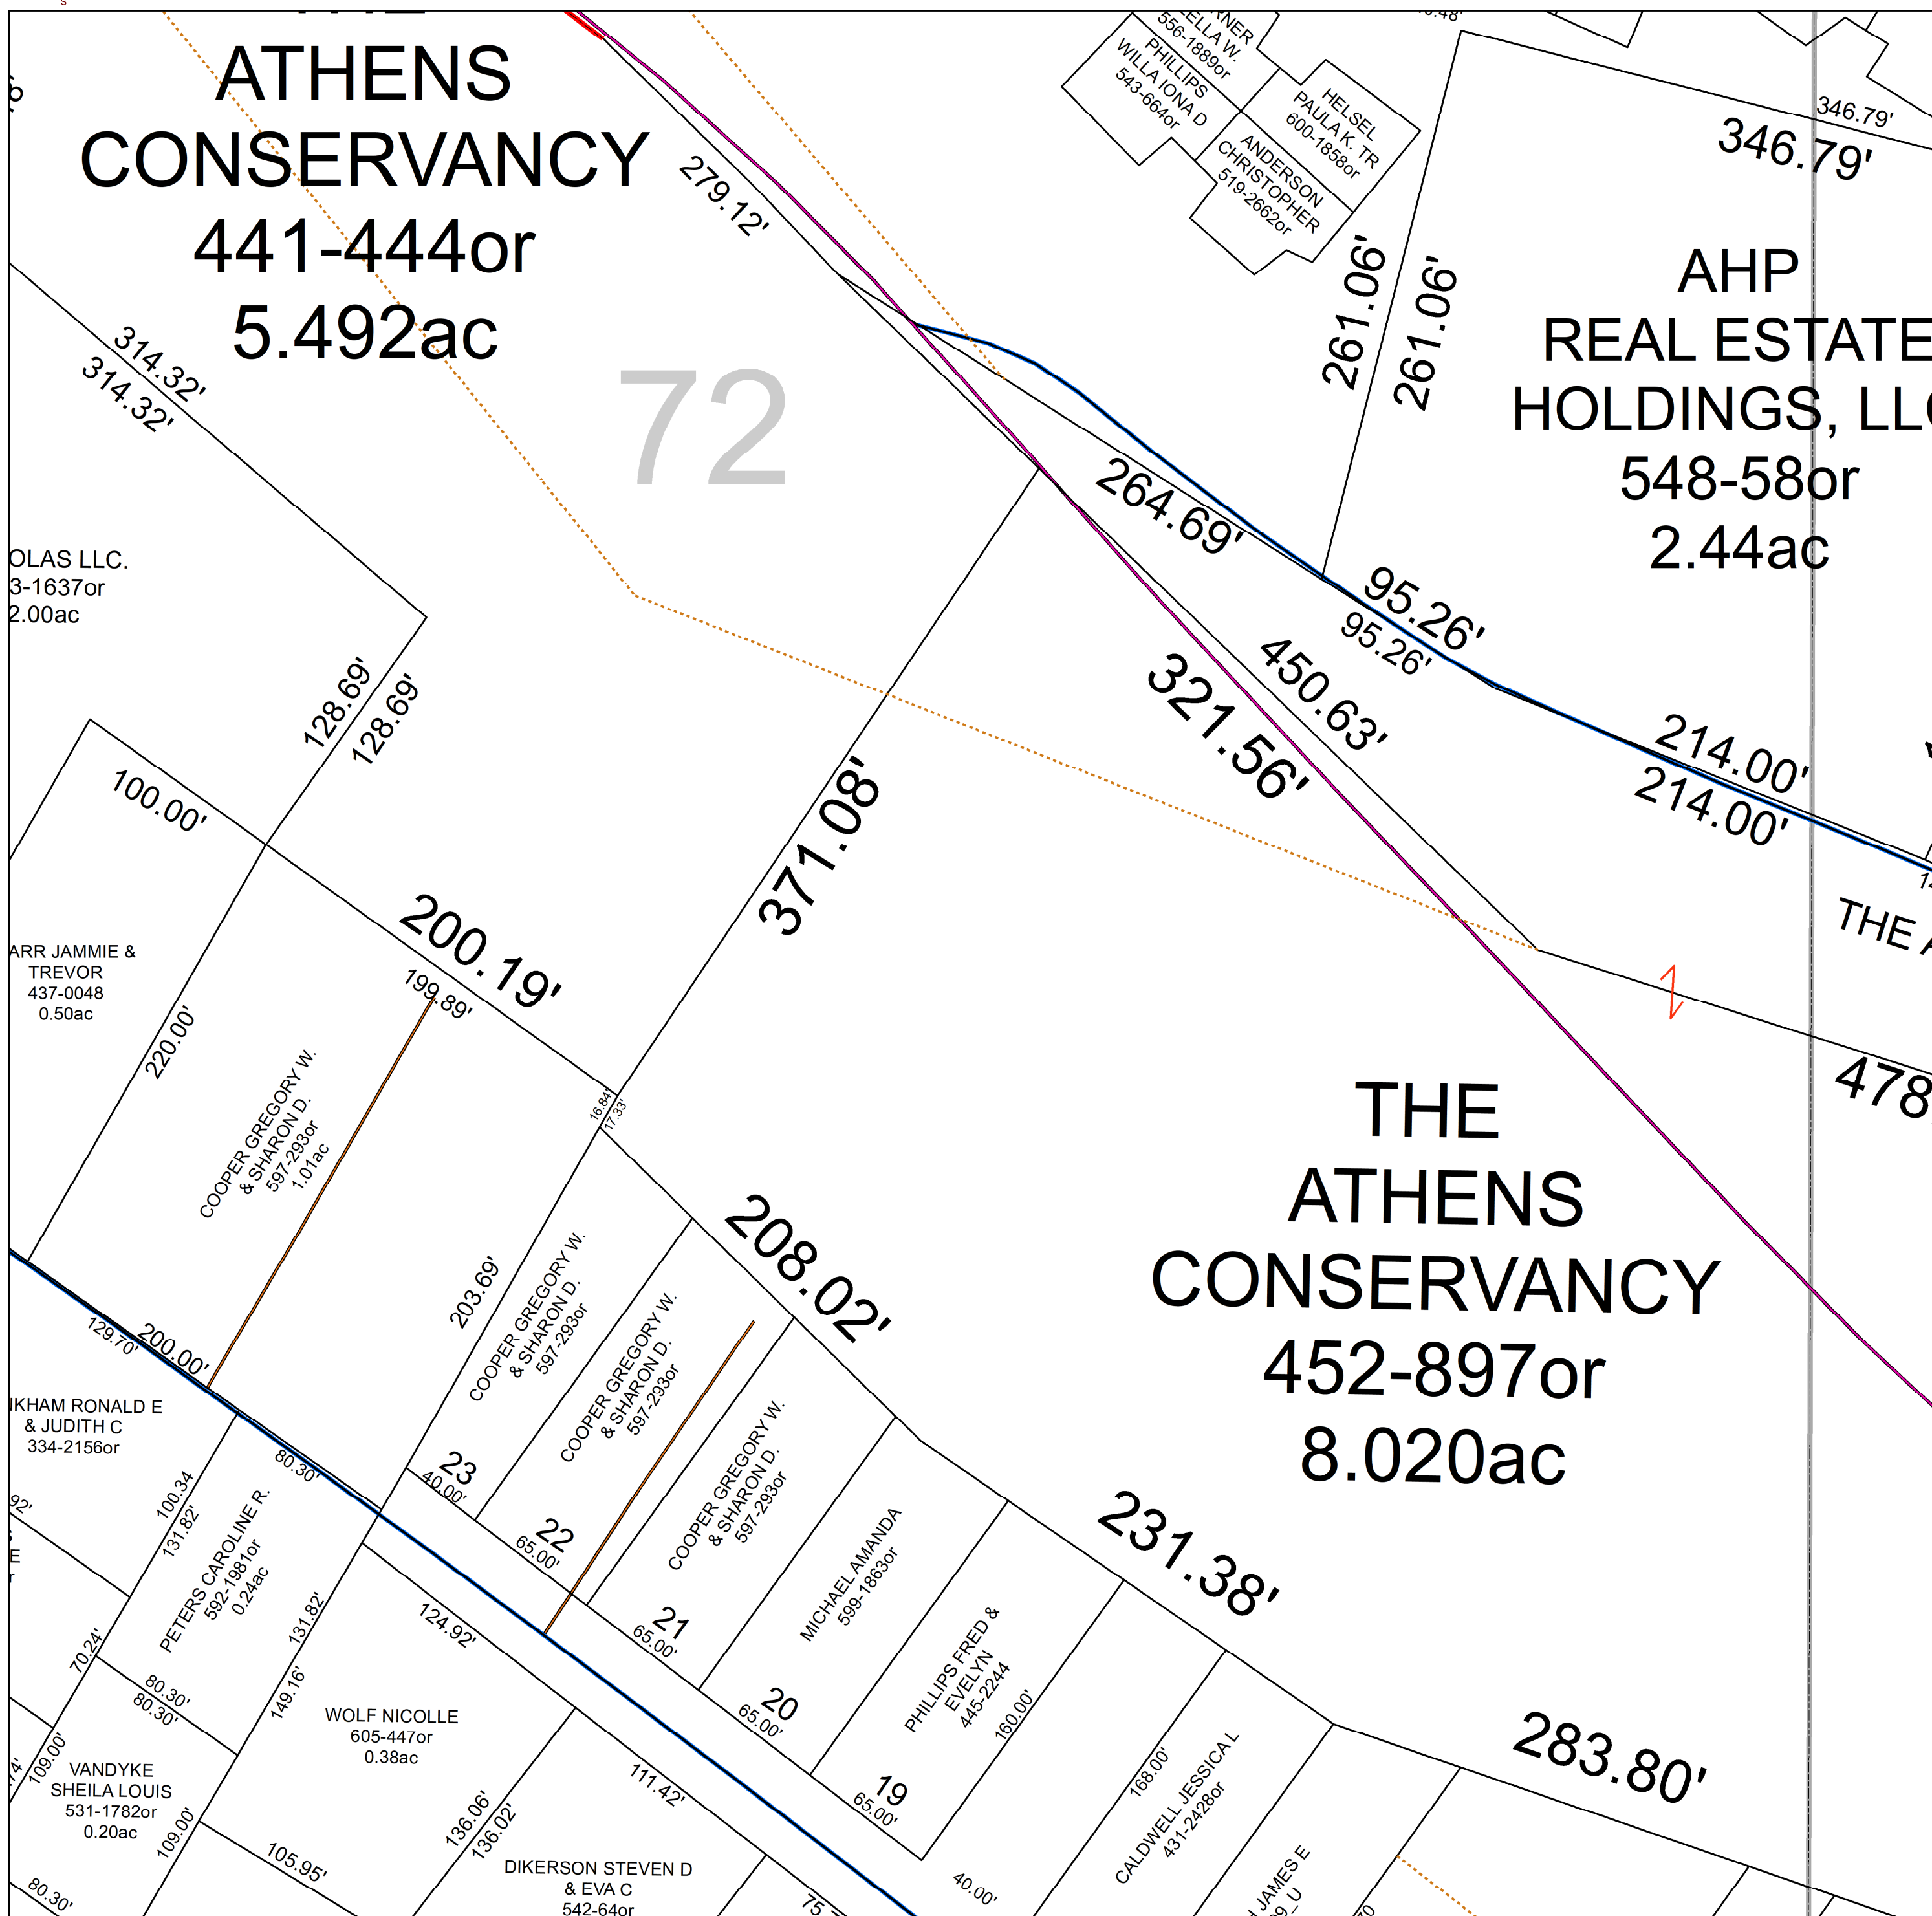 ATHENS
CONSERVANCY
441-444or
5.492ac
279.12'
ELLA W.
556-1889or
PHILLIPS
WILLA IONA D
543-664or
HELSEL
PAULA K. TR
600-1858or
ANDERSON
CHRISTOPHER
519-2662or
346.79'
346.79'
261.06'
261.06'
AHP
REAL ESTATE
HOLDINGS, LLC
548-58or
2.44ac
314.32'
314.32'
72
264.69'
95.26'
95.26'
OLAS LLC.
3-1637or
2.00ac
128.69'
128.69'
450.63'
321.56'
214.00'
214.00'
100.00'
371.08'
200.19'
199.89'
THE
ARR JAMMIE &
TREVOR
437-0048
0.50ac
220.00'
COOPER GREGORY W.
& SHARON D.
597-293or
1.01ac
16.84'
17.33'
478
THE
ATHENS
CONSERVANCY
452-897or
8.020ac
208.02'
203.69'
COOPER GREGORY W.
& SHARON D.
597-293or
23
40.00'
COOPER GREGORY W.
& SHARON D.
597-293or
22
65.00'
COOPER GREGORY W.
& SHARON D.
597-293or
21
65.00'
129.70'
200.00'
80.30'
KHAM RONALD E
& JUDITH C
334-2156or
92'
100.34
131.82'
PETERS CAROLINE R.
592-1981or
0.24ac
131.82'
124.92'
MICHAEL AMANDA
599-1863or
20
65.00'
231.38'
PHILLIPS FRED &
EVELYN
445-2244
160.00'
19
65.00'
70.24'
80.30'
80.30'
149.16'
WOLF NICOLLE
605-447or
0.38ac
109.00'
VANDYKE
SHEILA LOUIS
531-1782or
0.20ac
109.00'
111.42'
136.06'
136.02'
168.00'
CALDWELL JESSICA L
431-2428or
283.80'
105.95'
80.30'
DIKERSON STEVEN D
& EVA C
542-64or
75
40.00'
JAMES E